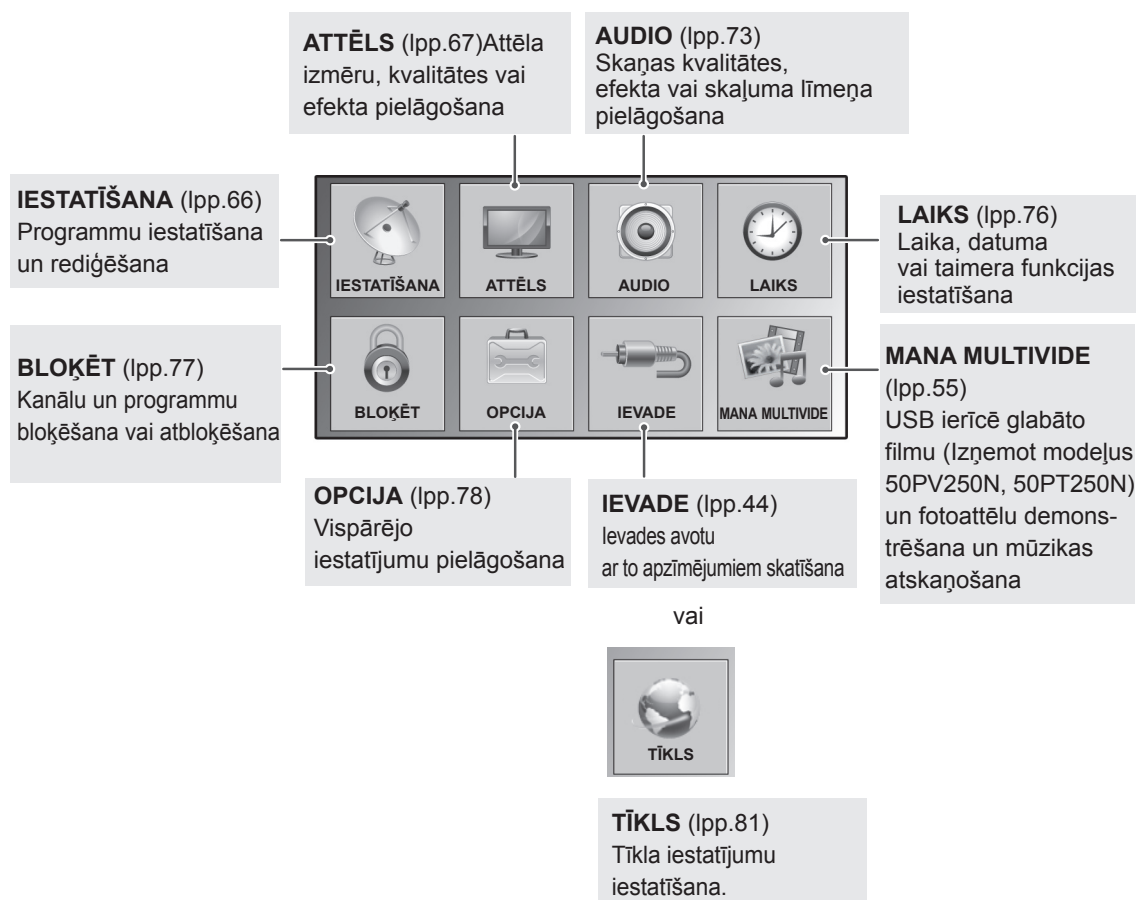 ATTĒLS (lpp.67)Attēla
izmēru, kvalitātes vai
efekta pielāgošana
AUDIO (lpp.73)
Skaņas kvalitātes,
efekta vai skaļuma līmeņa
pielāgošana
IESTATĪŠANA (lpp.66)
Programmu iestatīšana
un rediģēšana
LAIKS (lpp.76)
Laika, datuma
vai taimera funkcijas
iestatīšana
IESTATĪŠANA
ATTĒLS
AUDIO
LAIKS
BLOĶĒT
OPCIJA
IEVADE
MANA MULTIVIDE
BLOĶĒT (lpp.77)
Kanālu un programmu
bloķēšana vai atbloķēšana
MANA MULTIVIDE
(lpp.55)
USB ierīcē glabāto
filmu (Izņemot modeļus
50PV250N, 50PT250N)
un fotoattēlu demons-
trēšana un mūzikas
atskaņošana
OPCIJA (lpp.78)
Vispārējo
iestatījumu pielāgošana
IEVADE (lpp.44)
Ievades avotu
ar to apzīmējumiem skatīšana
vai
TĪKLS
TĪKLS (lpp.81)
Tīkla iestatījumu
iestatīšana.